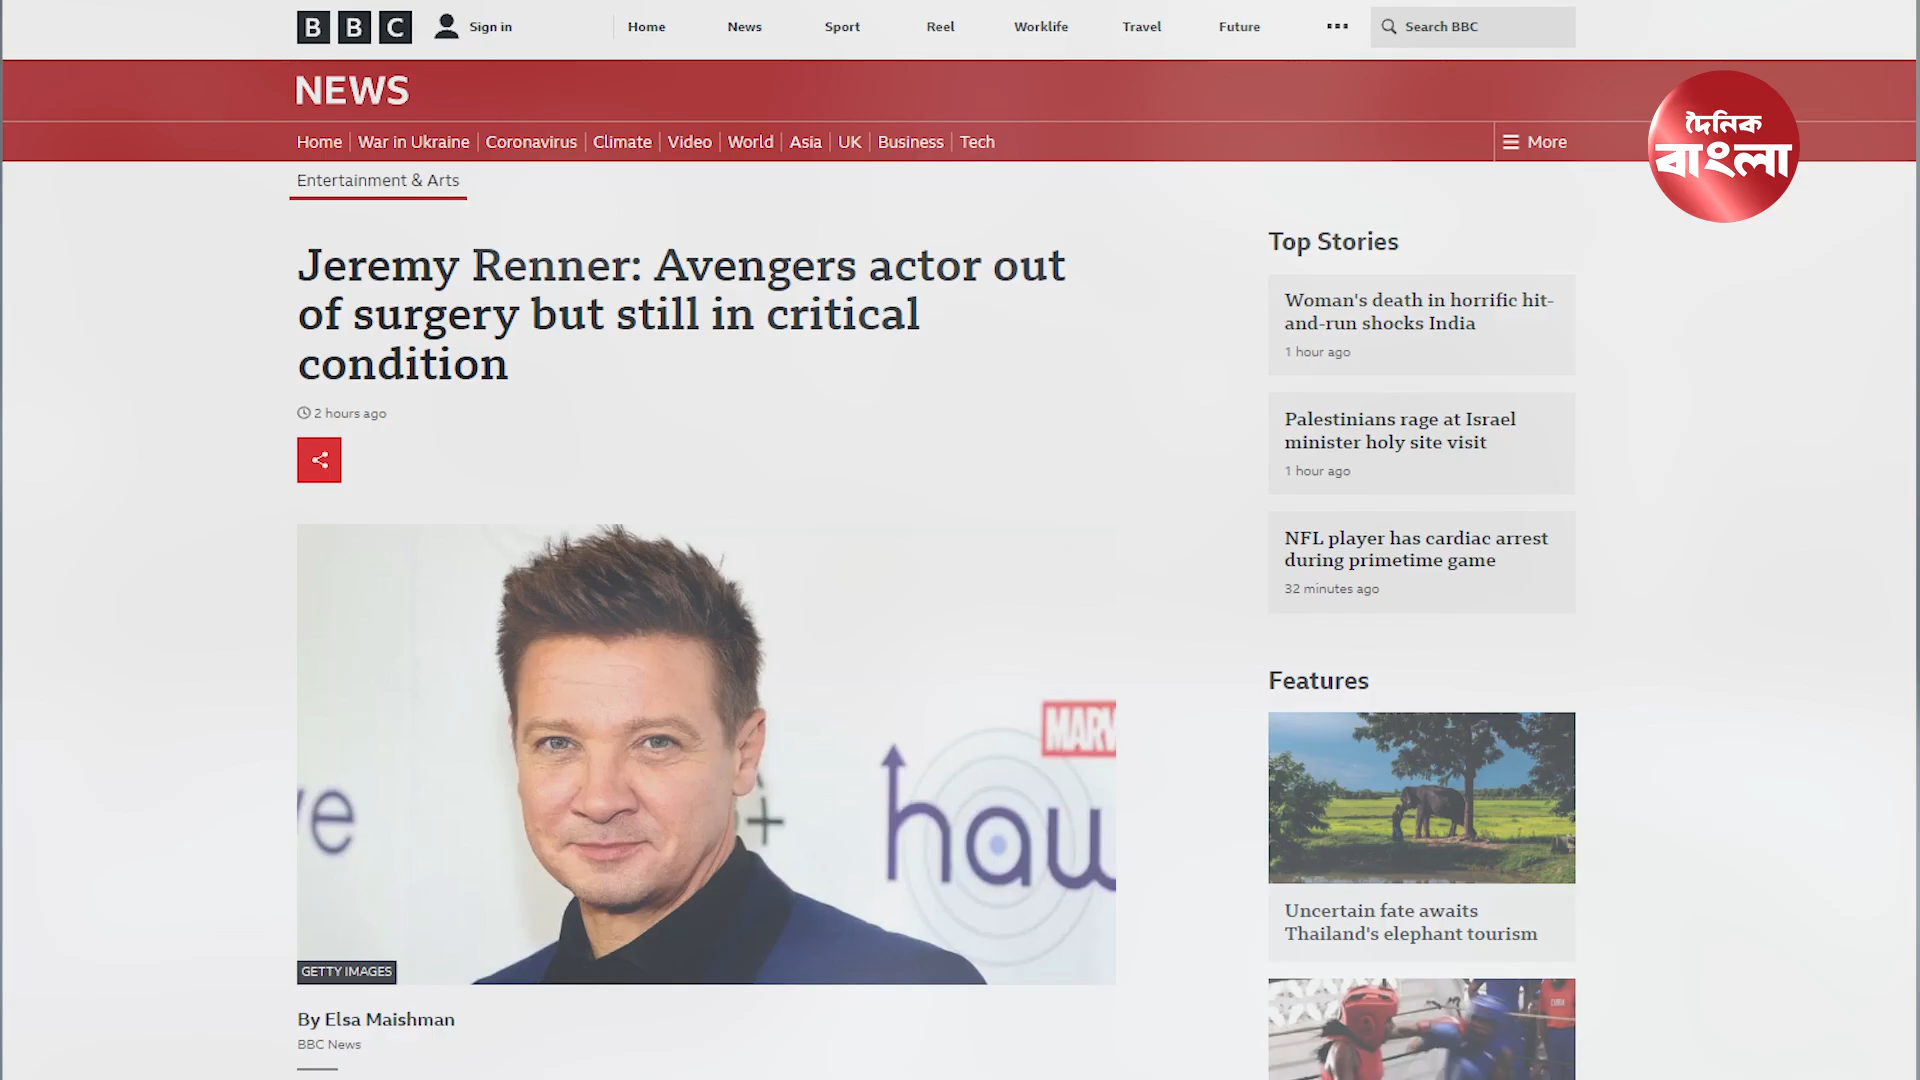 BBC
Sign in
Home
News
Sport
Reel
Worklife
Travel
Future
Search BBC
NEWS
Home
War in Ukraine
Coronavirus
Climate
Video
World
Asia
UK
Business
Tech
More
দৈনিক
বাংলা
Entertainment & Arts
Jeremy Renner: Avengers actor out
of surgery but still in critical
condition
2 hours ago
MARV
ve
+
haw
GETTY IMAGES
By Elsa Maishman
BBC News
Top Stories
Woman's death in horrific hit-
and-run shocks India
1 hour ago
Palestinians rage at Israel
minister holy site visit
1 hour ago
NFL player has cardiac arrest
during primetime game
32 minutes ago
Features
Uncertain fate awaits
Thailand's elephant tourism